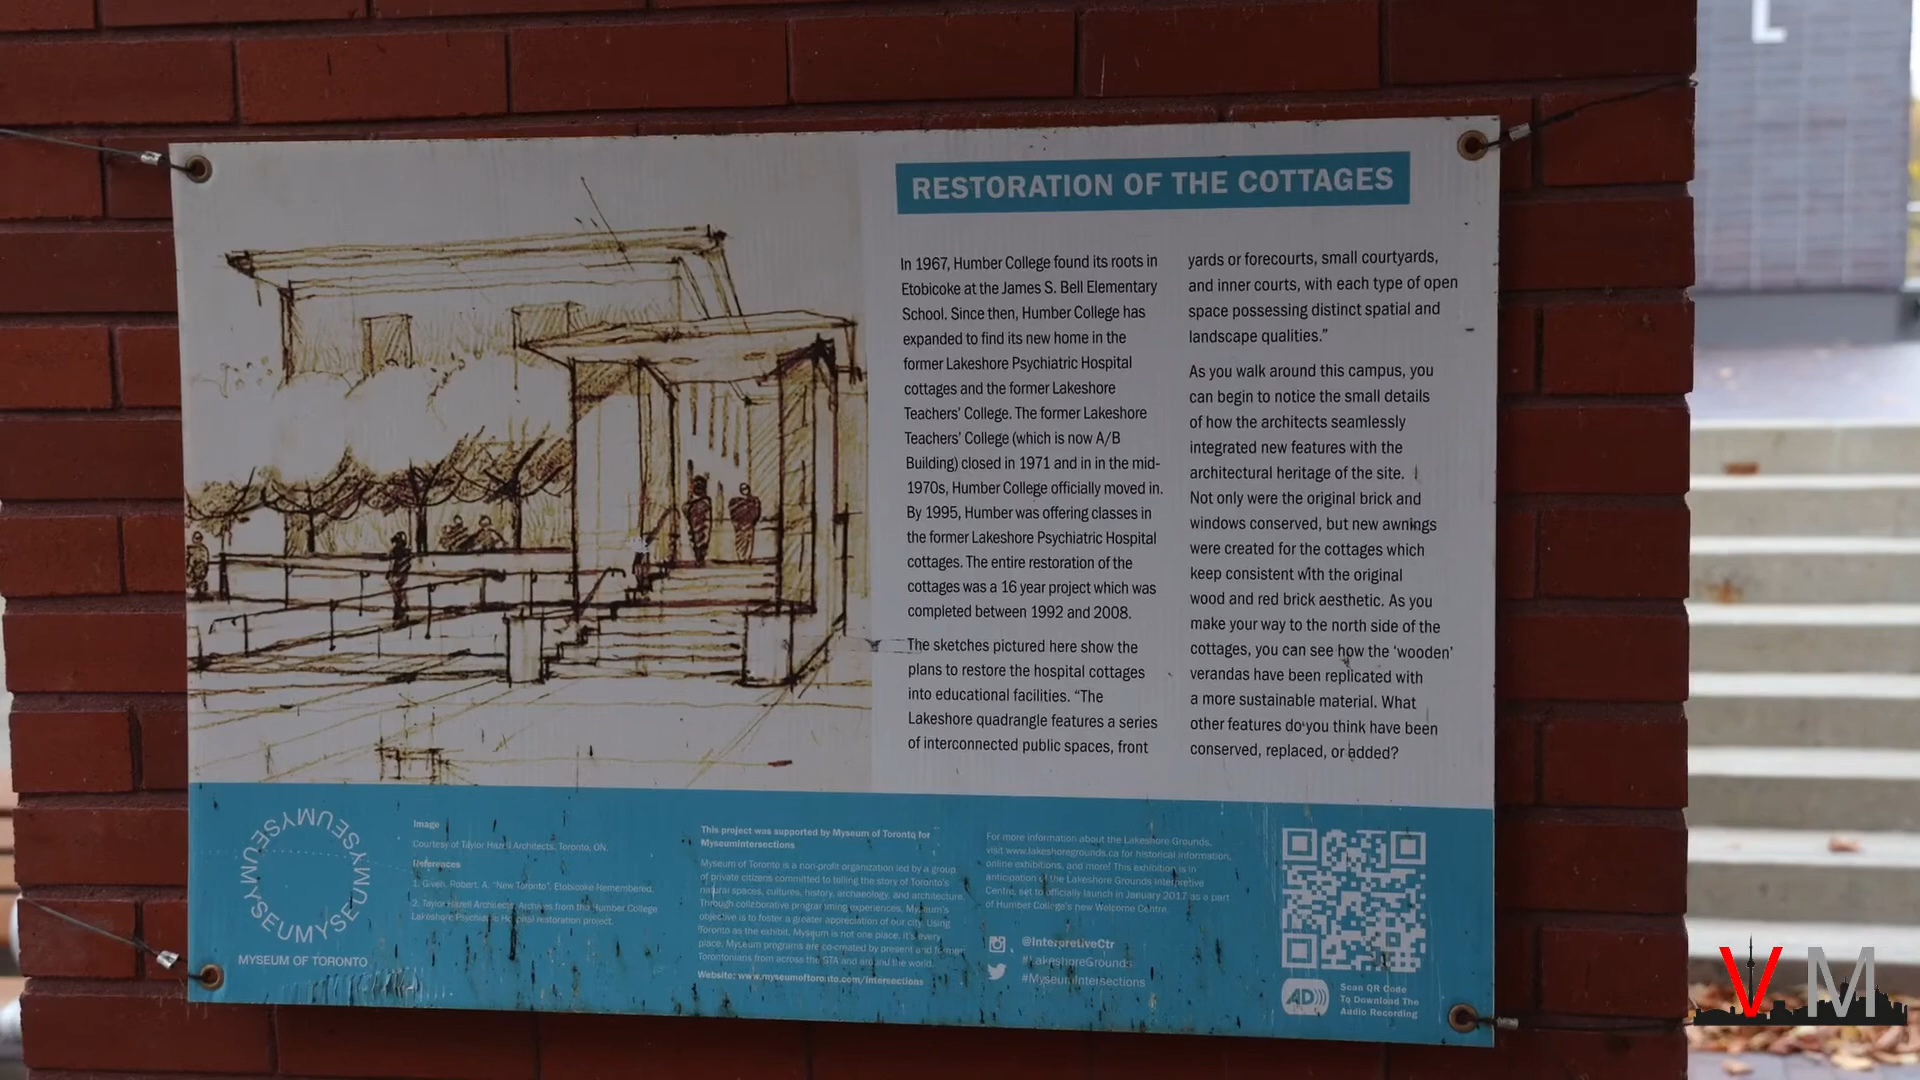 L
RESTORATION OF THE COTTAGES
In 1967, Humber College found its roots in
Etobicoke at the James S. Bell Elementary
School. Since then, Humber College has
expanded to find its new home in the
former Lakeshore Psychiatric Hospital
cottages and the former Lakeshore
Teachers' College. The former Lakeshore
Teachers' College (which is now A/B
Building) closed in 1971 and in in the mid-
1970s, Humber College officially moved in.
By 1995, Humber was offering classes in
the former Lakeshore Psychiatric Hospital
cottages. The entire restoration of the
cottages was a 16 year project which was
completed between 1992 and 2008.
The sketches pictured here show the
plans to restore the hospital cottages
into educational facilities. “The
Lakeshore quadrangle features a series
of interconnected public spaces, front
yards or forecourts, small courtyards,
and inner courts, with each type of open
space possessing distinct spatial and
landscape qualities.”
As you walk around this campus, you
can begin to notice the small details
of how the architects seamlessly
integrated new features with the
architectural heritage of the site.
Not only were the original brick and
windows conserved, but new awnings
were created for the cottages which
keep consistent with the original
wood and red brick aesthetic. As you
make your way to the north side of the
cottages, you can see how the ‘wooden’
verandas have been replicated with
a more sustainable material. What
other features do you think have been
conserved, replaced, or added?
MYSEUMYSEUMYSEUMYSEUM
MYSEUM OF TORONTO
Image
Courtesy of Taylor Hazell Architects, Toronto, ON.
References
1. Given, Robert. A. "New Toronto". Etobicoke Remembered.
2. Taylor Hazell Architects, Archives from the Humber College
Lakeshore Psychiatric Hospital restoration project.
This project was supported by Myseum of Toronto for
MyseumIntersections
Myseum of Toronto is a non-profit organization led by a group
of private citizens committed to telling the story of Toronto's
natural spaces, cultures, history, archaeology, and architecture.
Through collaborative programming experiences, Myseum's
objective is to foster a greater appreciation of our city. Using
Toronto as the exhibit, Myseum is not one place, it's every
place. Myseum programs are co-created by present and former
Torontonians from across the GTA and around the world.
Website: www.myseumoftoronto.com/intersections
For more information about the Lakeshore Grounds,
visit www.lakeshoregrounds.ca for historical information,
online exhibitions, and more! This exhibition is in
anticipation of the Lakeshore Grounds Interpretive
Centre, set to officially launch in January 2017 as a part
of Humber College's new Welcome Centre.
@InterpretiveCtr
#LakeshoreGrounds
#MyseumIntersections
AD
Scan QR Code
To Download The
Audio Recording
VM